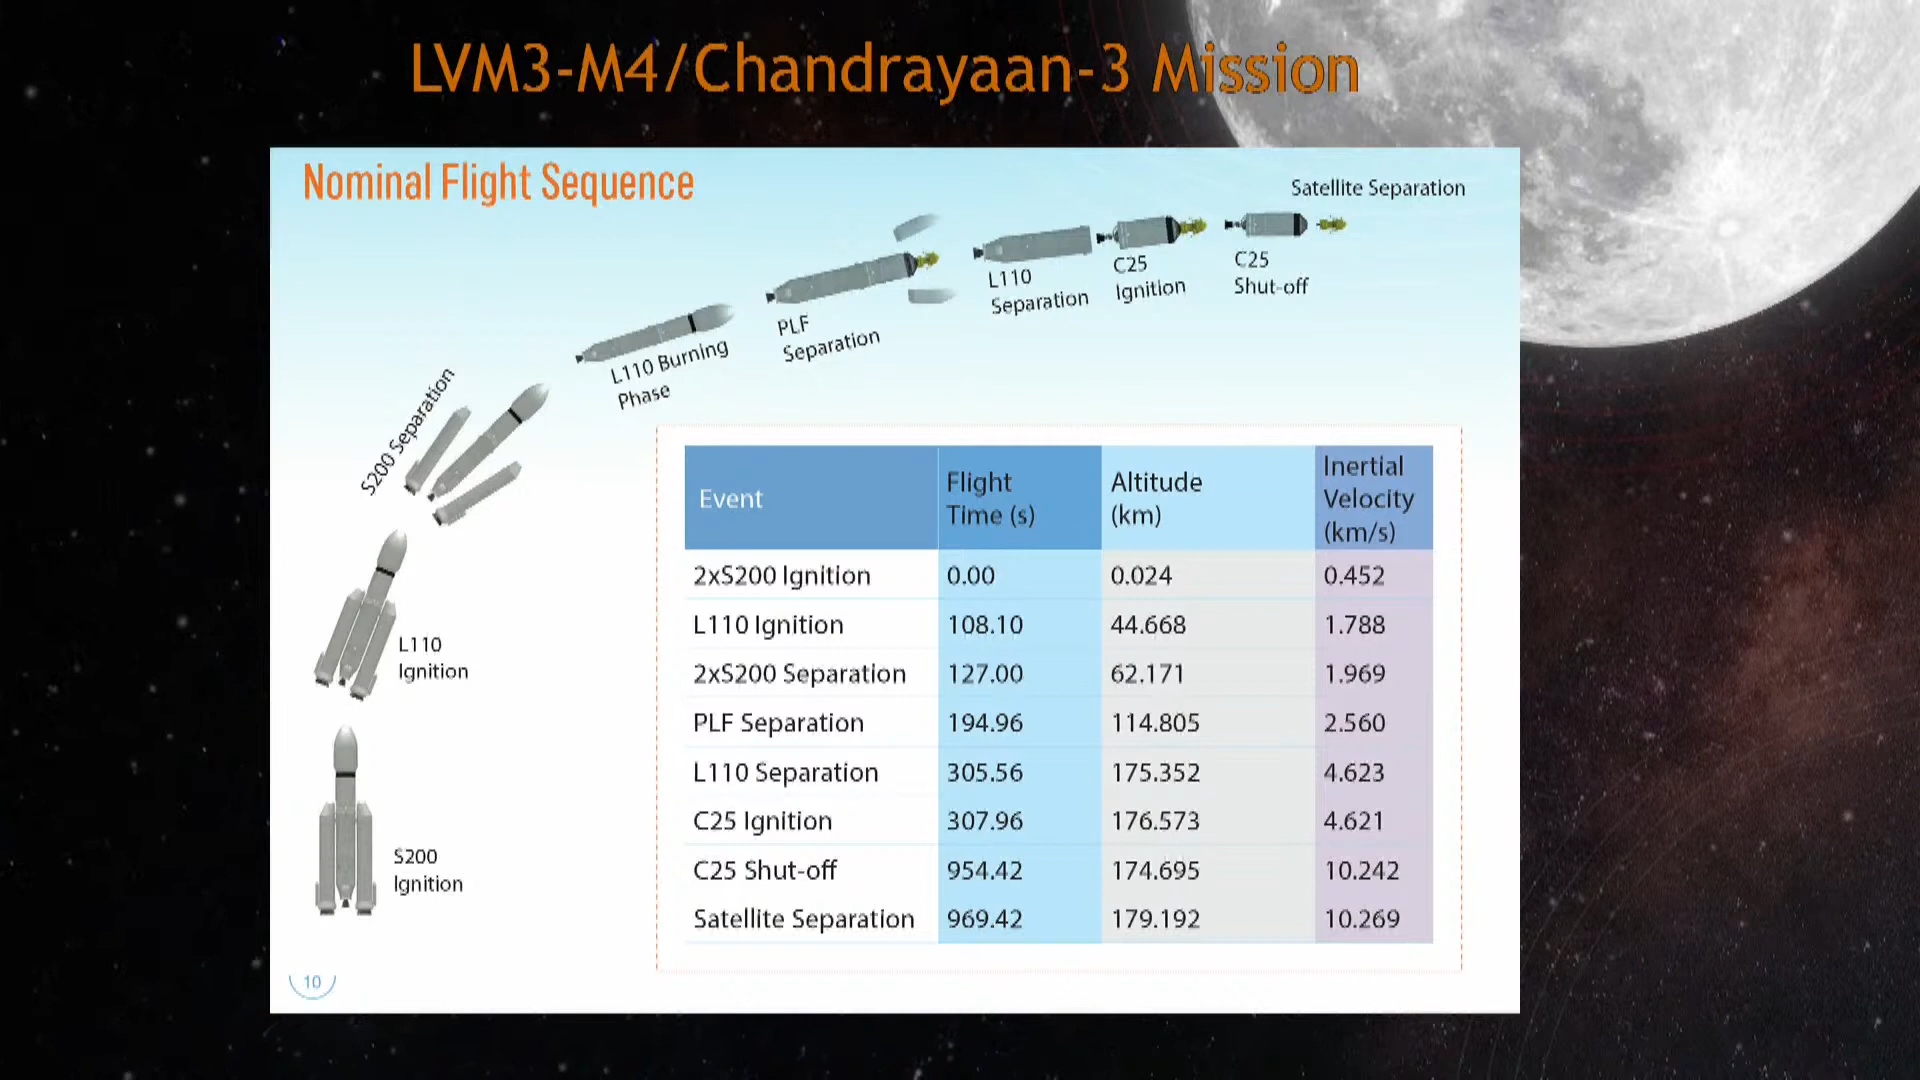 LVM3-M4/Chandrayaan-3 Mission
Nominal Flight Sequence
Satellite Separation
C25
Shut-off
C25
Ignition
L110
Separation
PLF
Separation
L110 Burning
Phase
S200 Separation
L110
Ignition
S200
Ignition
Event Flight Time (s) Altitude (km) Inertial Velocity (km/s)
2xS200 Ignition 0.00 0.024 0.452
L110 Ignition 108.10 44.668 1.788
2xS200 Separation 127.00 62.171 1.969
PLF Separation 194.96 114.805 2.560
L110 Separation 305.56 175.352 4.623
C25 Ignition 307.96 176.573 4.621
C25 Shut-off 954.42 174.695 10.242
Satellite Separation 969.42 179.192 10.269
10